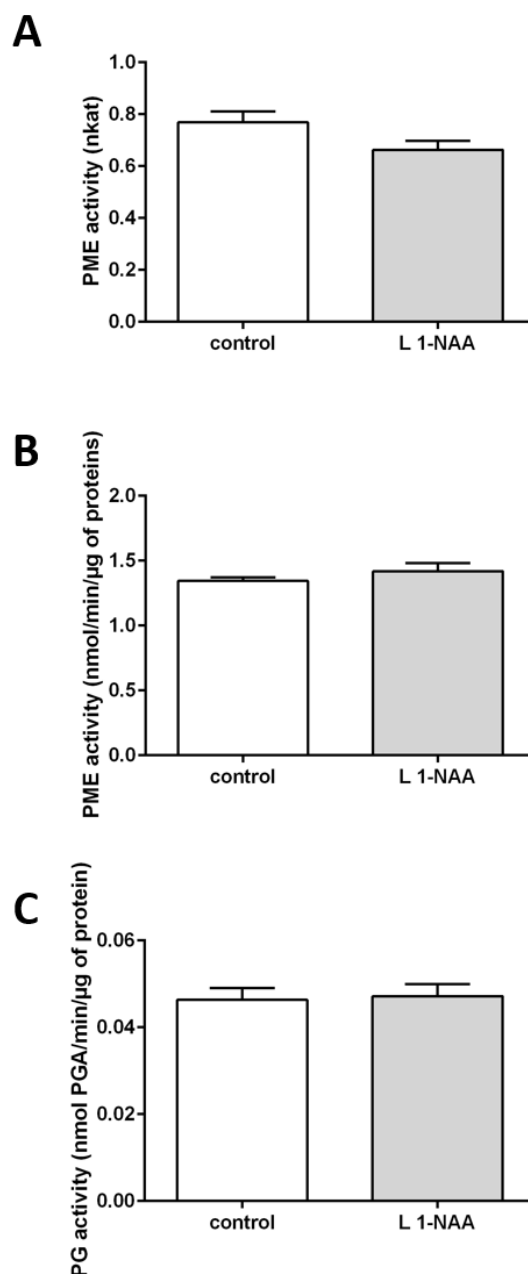 A
PME activity (nkat)
1.0
0.8
0.6
0.4
0.2
0.0
control
L 1-NAA
B
PME activity (nmol/min/µg of proteins)
2.0
1.5
1.0
0.5
0.0
control
L 1-NAA
C
PG activity (nmol PGA/min/µg of protein)
0.06
0.04
0.02
0.00
control
L 1-NAA